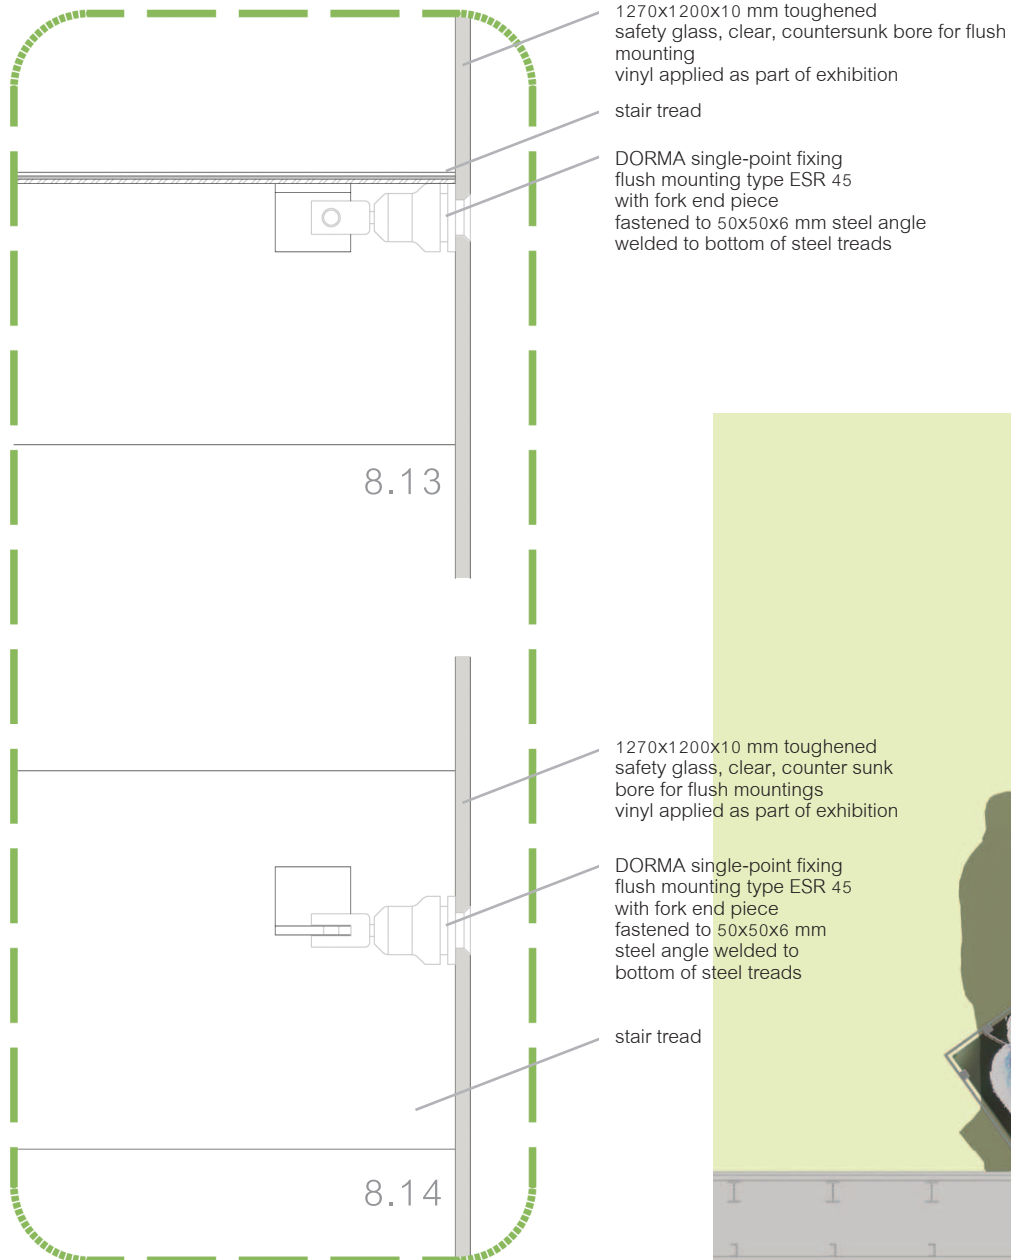 1270x1200x10 mm toughened
safety glass, clear, countersunk bore for flush
mounting
vinyl applied as part of exhibition
stair tread
DORMA single-point fixing
flush mounting type ESR 45
with fork end piece
fastened to 50x50x6 mm steel angle
welded to bottom of steel treads
8.13
1270x1200x10 mm toughened
safety glass, clear, counter sunk
bore for flush mountings
vinyl applied as part of exhibition
DORMA single-point fixing
flush mounting type ESR 45
with fork end piece
fastened to 50x50x6 mm
steel angle welded to
bottom of steel treads
stair tread
8.14